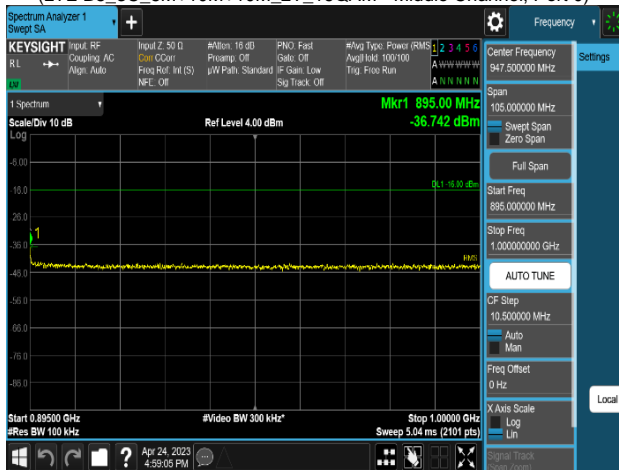 Spectrum Analyzer 1
Swept SA
+
Frequency
KEYSIGHT
RL
Input: RF
Coupling: AC
Align: Auto
Input Z: 50 Ω
Corr CCorr
Freq Ref: Int (S)
NFE: Off
#Atten: 16 dB
Preamp: Off
µW Path: Standard
PNO: Fast
Gate: Off
IF Gain: Low
Sig Track: Off
#Avg Type: Power (RMS
Avg|Hold: 100/100
Trig: Free Run
1 2 3 4 5 6
A W W W W W
A N N N N N
1 Spectrum
Scale/Div 10 dB
Log
Ref Level 4.00 dBm
Mkr1 895.00 MHz
-36.742 dBm
-6.00
-16.0
DL1 -16.00 dBm
-26.0
1
-36.0
RMS
-46.0
-56.0
-66.0
-76.0
-86.0
Start 0.89500 GHz
#Video BW 300 kHz*
Stop 1.00000 GHz
#Res BW 100 kHz
Sweep 5.04 ms (2101 pts)
Apr 24, 2023
4:59:05 PM
?
Center Frequency
947.500000 MHz
Settings
Span
105.000000 MHz
Swept Span
Zero Span
Full Span
Start Freq
895.000000 MHz
Stop Freq
1.000000000 GHz
AUTO TUNE
CF Step
10.500000 MHz
Auto
Man
Freq Offset
0 Hz
Local
X Axis Scale
Log
Lin
Signal Track